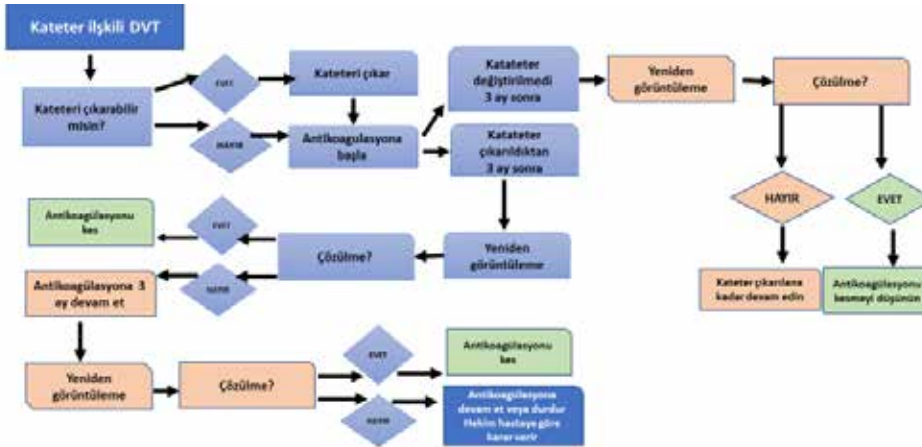 Kateter ilşkili DVT
Kateteri çıkarabilir
misin?
EVET
HAYIR
Kateteri çıkar
Antikoagulasyona
başla
Katateter
değiştirilmedi
3 ay sonra
Katateter
çıkarıldıktan
3 ay sonra
Yeniden
görüntüleme
Çözülme?
HAYIR
EVET
Kateter çıkarılana
kadar devam edin
Antikoagülasyonu
kesmeyi düşünün
Yeniden
görüntüleme
Çözülme?
EVET
HAYIR
Antikoagülasyonu
kes
Antikoagülasyona 3
ay devam et
Yeniden
görüntüleme
Çözülme?
EVET
HAYIR
Antikoagülasyonu
kes
Antikoagülasyona
devam et veya durdur
Hekim hastaya göre
karar verir